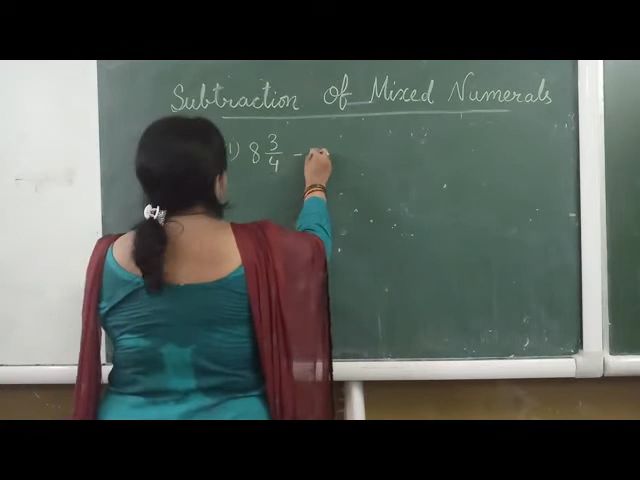 Subtraction of Mixed Numerals
1) 8 3/4 -